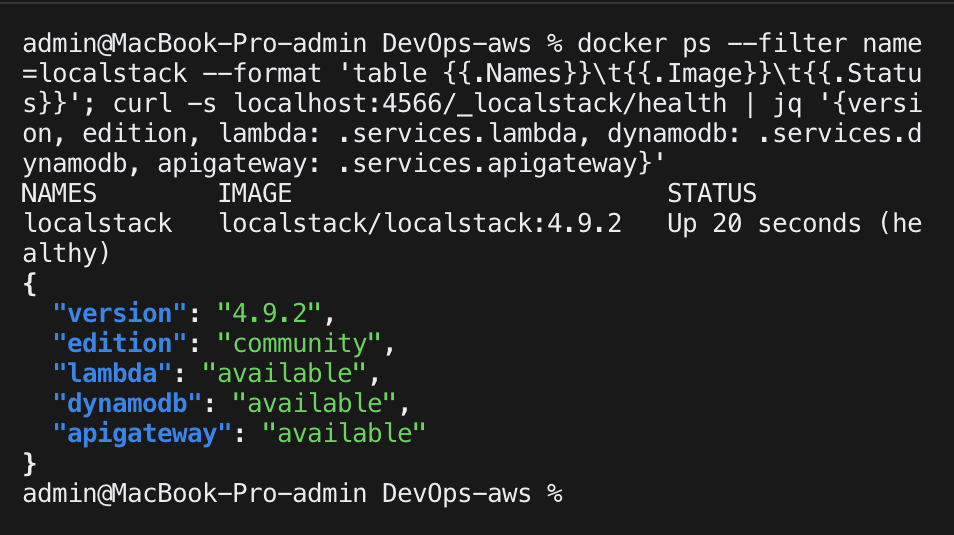 admin@MacBook-Pro-admin DevOps-aws % docker ps --filter name
=localstack --format 'table {{.Names}}\t{{.Image}}\t{{.Statu
s}}'; curl -s localhost:4566/_localstack/health | jq '{versi
on, edition, lambda: .services.lambda, dynamodb: .services.d
ynamodb, apigateway: .services.apigateway}'
NAMES        IMAGE                         STATUS
localstack   localstack/localstack:4.9.2   Up 20 seconds (he
althy)
{
  "version": "4.9.2",
  "edition": "community",
  "lambda": "available",
  "dynamodb": "available",
  "apigateway": "available"
}
admin@MacBook-Pro-admin DevOps-aws %